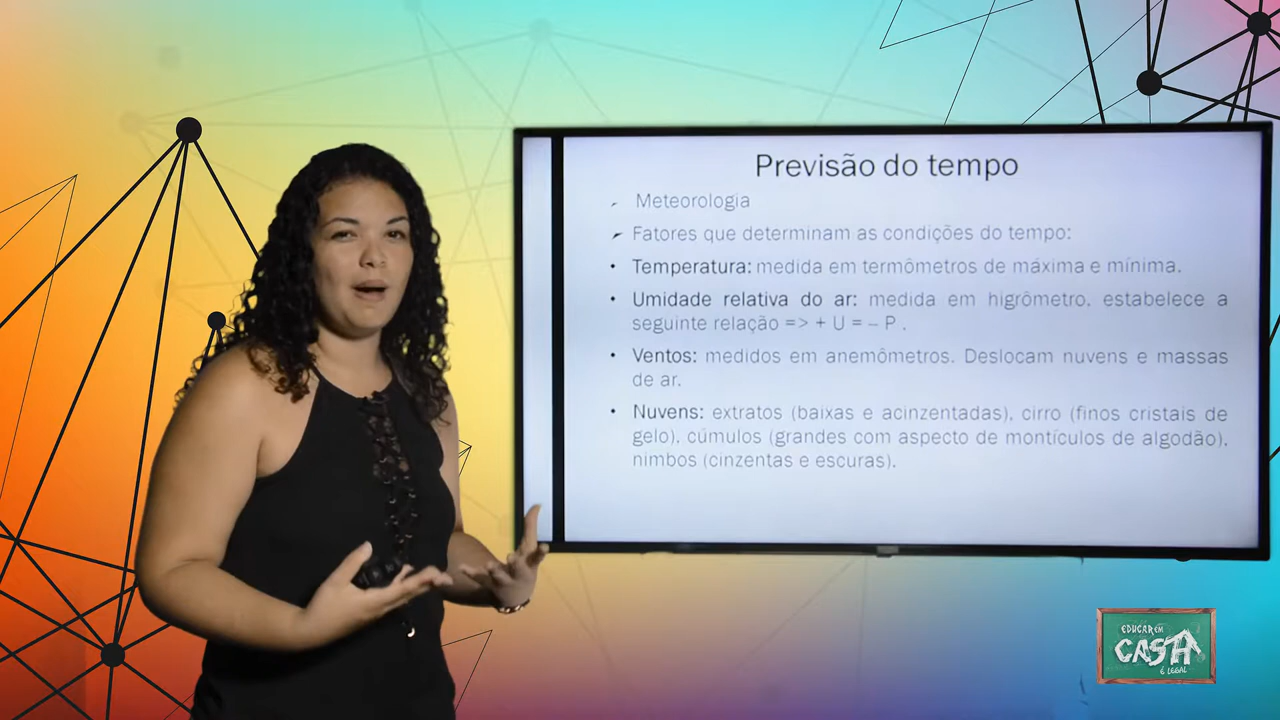 Previsão do tempo
Meteorologia
Fatores que determinam as condições do tempo:
Temperatura: medida em termômetros de máxima e mínima.
Umidade relativa do ar: medida em higrômetro. estabelece a
seguinte relação => + U = – P .
Ventos: medidos em anemômetros. Deslocam nuvens e massas
de ar.
Nuvens: extratos (baixas e acinzentadas), cirro (finos cristais de
gelo), cúmulos (grandes com aspecto de montículos de algodão),
nimbos (cinzentas e escuras).
EDUCAR EM
CASA
É LEGAL